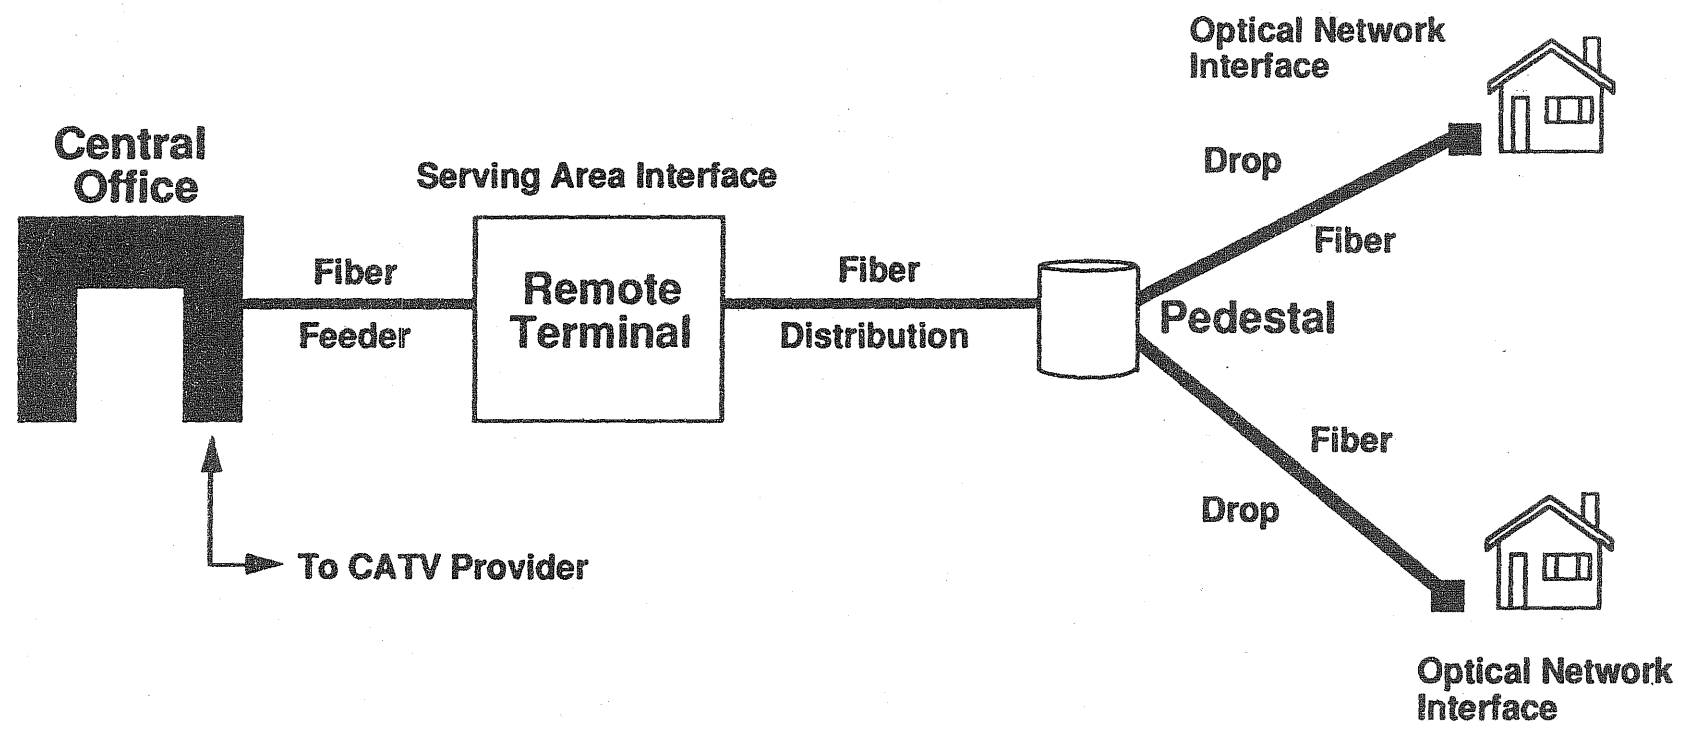 Optical Network
Interface
Central
Office
Serving Area Interface
Drop
Fiber
Fiber
Feeder
Remote
Terminal
Fiber
Distribution
Pedestal
Fiber
Drop
To CATV Provider
Optical Network
Interface